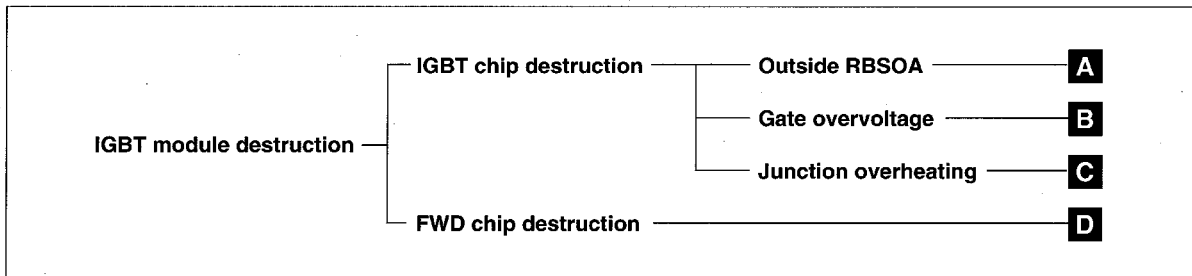 IGBT chip destruction Outside RBSOA A
Gate overvoltage B
IGBT module destruction
Junction overheating C
FWD chip destruction D